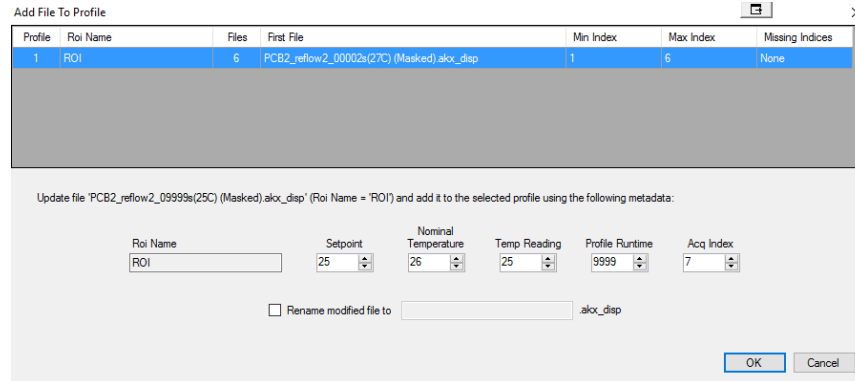 Add File To Profile
Profile Roi Name Files First File Min Index Max Index Missing Indices
1 ROI 6 PCB2_reflow2_00002s(27C) (Masked).akx_disp 1 6 None
Update file 'PCB2_reflow2_09999s(25C) (Masked).akx_disp' (Roi Name = 'ROI') and add it to the selected profile using the following metadata:
Roi Name Setpoint Nominal Temperature Temp Reading Profile Runtime Acq Index
ROI 25 26 25 9999 7
Rename modified file to .akx_disp
OK Cancel